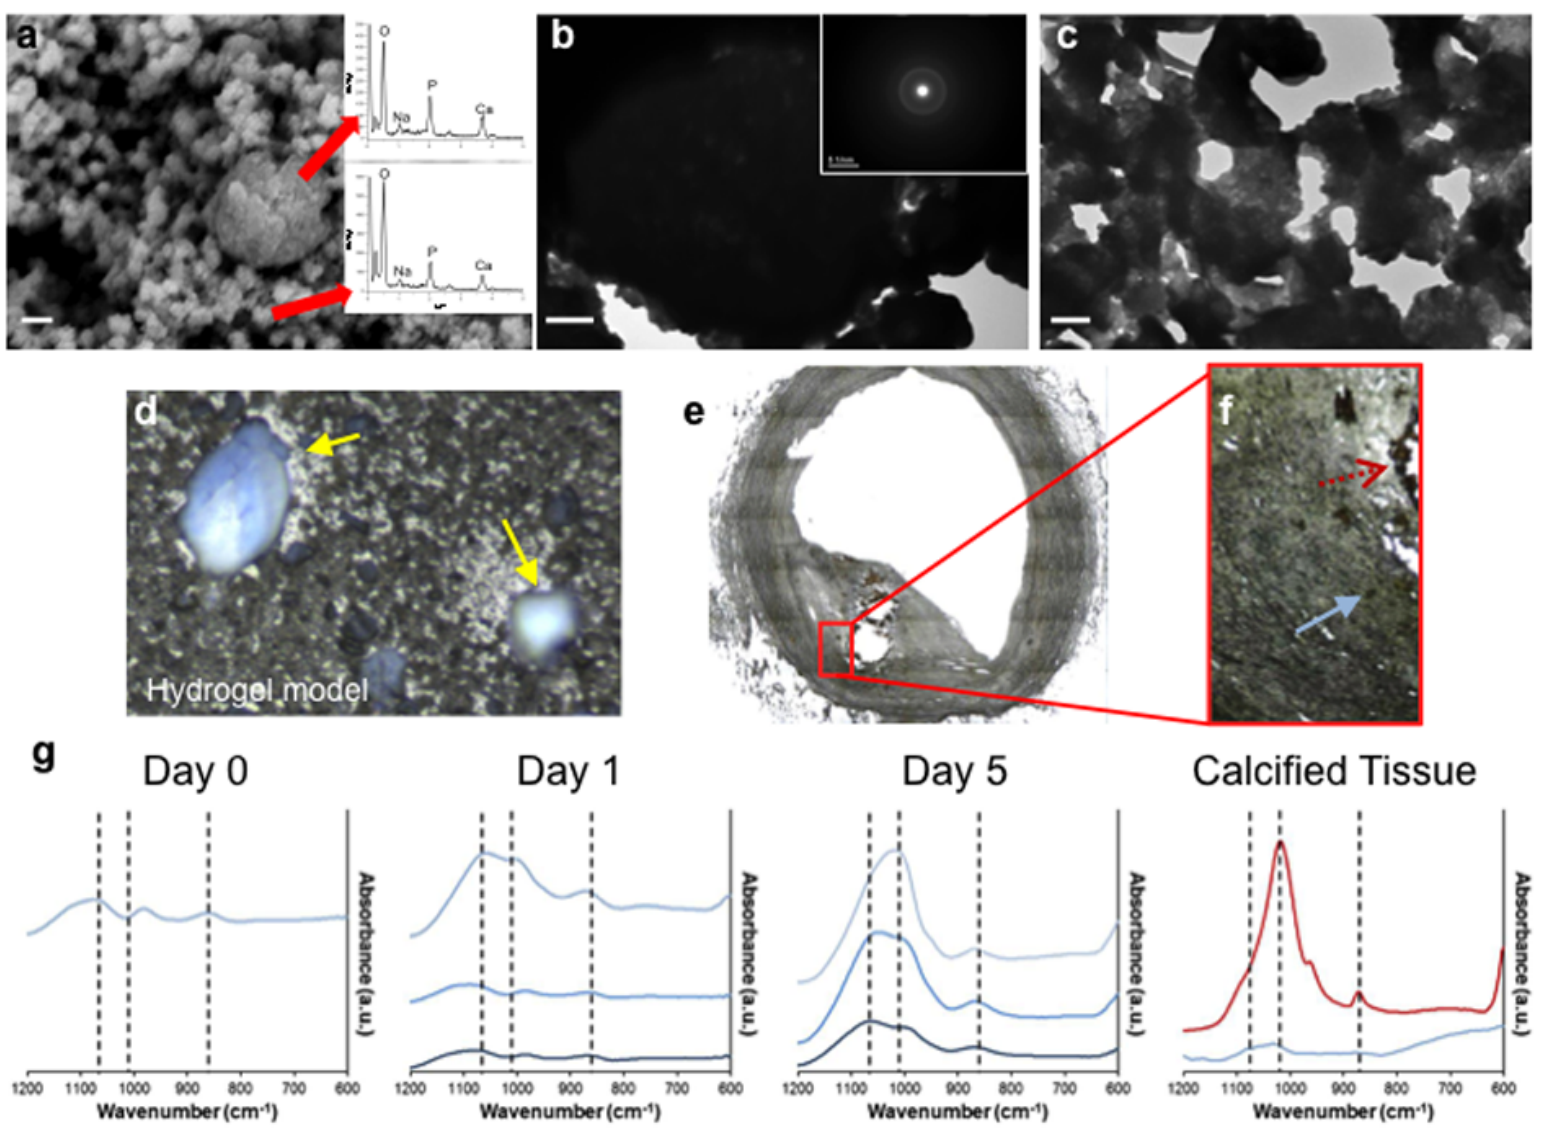 a
O
P
Na
Ca
O
P
Na
Ca
b
c
d
Hydrogel model
e
f
g
Day 0
Day 1
Day 5
Calcified Tissue
Absorbance (a.u.)
Absorbance (a.u.)
Absorbance (a.u.)
Absorbance (a.u.)
1200 1100 1000 900 800 700 600
1200 1100 1000 900 800 700 600
1200 1100 1000 900 800 700 600
1200 1100 1000 900 800 700 600
Wavenumber (cm⁻¹)
Wavenumber (cm⁻¹)
Wavenumber (cm⁻¹)
Wavenumber (cm⁻¹)